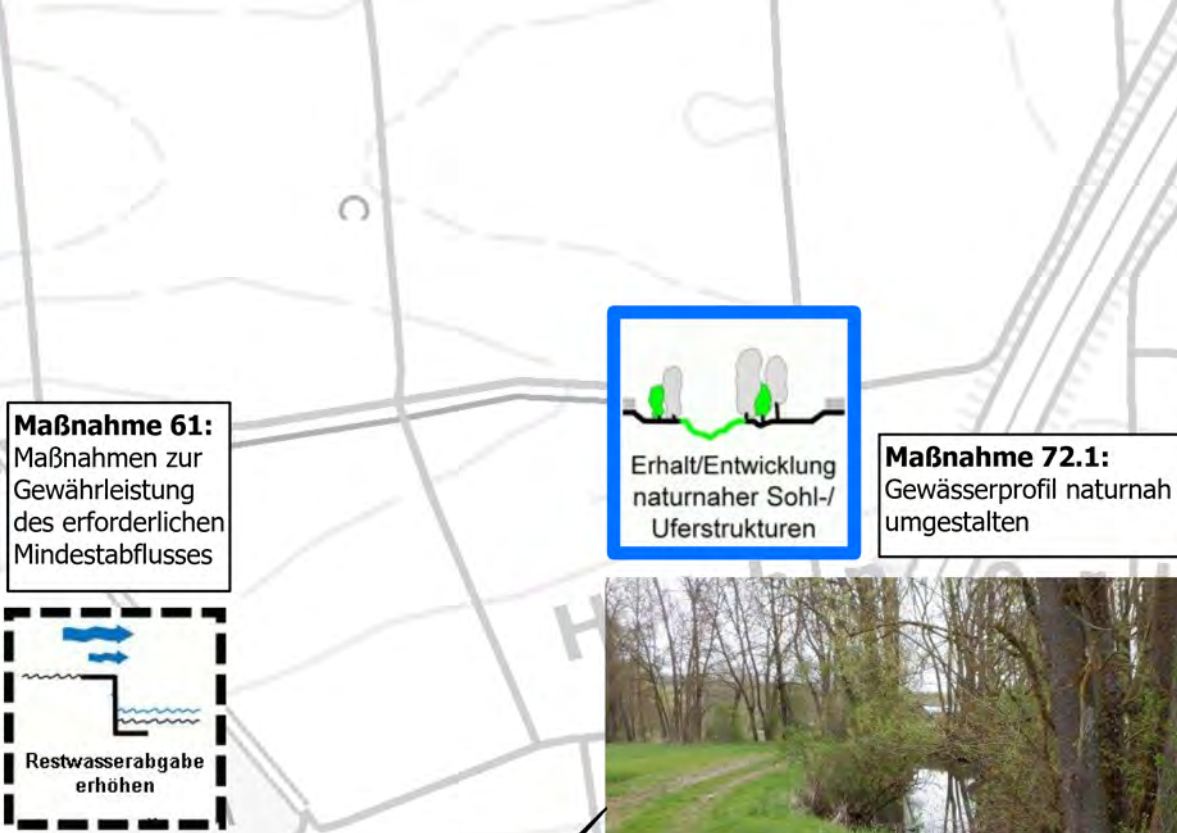 Maßnahme 61:
Maßnahmen zur
Gewährleistung
des erforderlichen
Mindestabflusses
Restwasserabgabe
erhöhen
Erhalt/Entwicklung
naturnaher Sohl-/
Uferstrukturen
Maßnahme 72.1:
Gewässerprofil naturnah
umgestalten